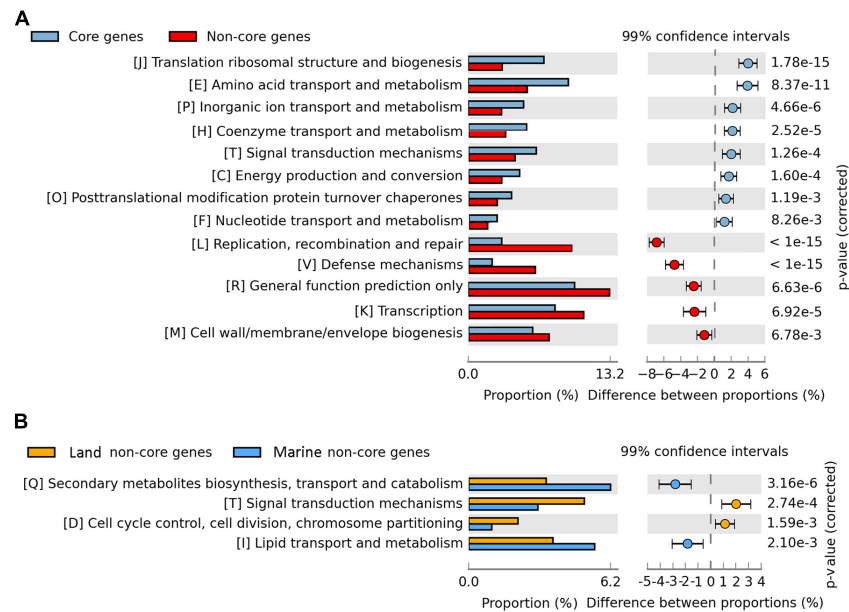 A
Core genes Non-core genes 99% confidence intervals
[J] Translation ribosomal structure and biogenesis 1.78e-15
[E] Amino acid transport and metabolism 8.37e-11
[P] Inorganic ion transport and metabolism 4.66e-6
[H] Coenzyme transport and metabolism 2.52e-5
[T] Signal transduction mechanisms 1.26e-4
[C] Energy production and conversion 1.60e-4
[O] Posttranslational modification protein turnover chaperones 1.19e-3
[F] Nucleotide transport and metabolism 8.26e-3
[L] Replication, recombination and repair < 1e-15
[V] Defense mechanisms < 1e-15
[R] General function prediction only 6.63e-6
[K] Transcription 6.92e-5
[M] Cell wall/membrane/envelope biogenesis 6.78e-3
p-value (corrected)
0.0 13.2 -8 -6 -4 -2 0 2 4 6
Proportion (%) Difference between proportions (%)
B
Land non-core genes Marine non-core genes 99% confidence intervals
[Q] Secondary metabolites biosynthesis, transport and catabolism 3.16e-6
[T] Signal transduction mechanisms 2.74e-4
[D] Cell cycle control, cell division, chromosome partitioning 1.59e-3
[I] Lipid transport and metabolism 2.10e-3
p-value (corrected)
0.0 6.2 -5 -4 -3 -2 -1 0 1 2 3 4
Proportion (%) Difference between proportions (%)